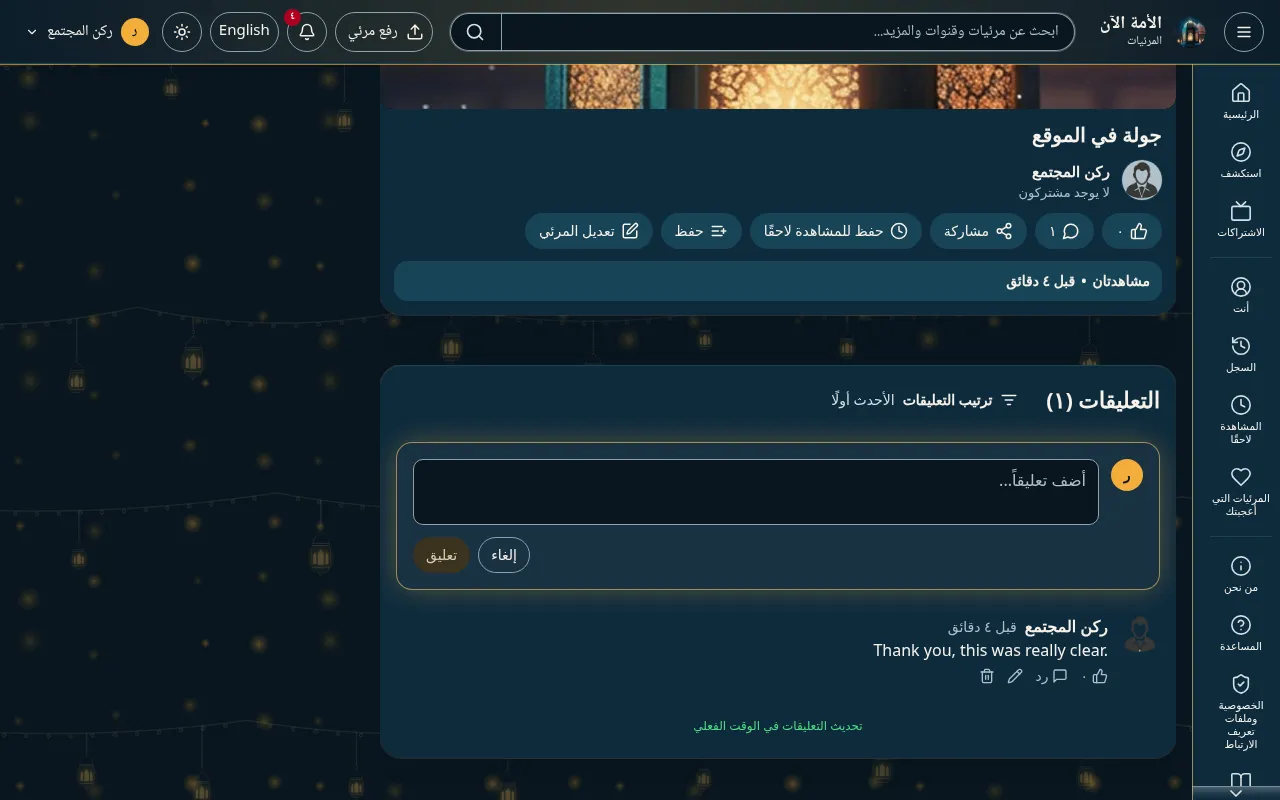 الأمة الآن
المرئيات
ابحث عن مرئيات وقنوات والمزيد...
رفع مرئي
٤
English
ر
ركن المجتمع
الرئيسية
استكشف
الاشتراكات
أنت
السجل
المشاهدة
لاحقًا
المرئيات التي
أعجبتك
من نحن
المساعدة
الخصوصية
وملفات
تعريف
الارتباط
جولة في الموقع
ركن المجتمع
لا يوجد مشتركون
٠
١
مشاركة
حفظ للمشاهدة لاحقًا
حفظ
تعديل المرئي
مشاهدتان • قبل ٤ دقائق
التعليقات (١)
ترتيب التعليقات الأحدث أولًا
ر
أضف تعليقاً...
إلغاء
تعليق
ركن المجتمع قبل ٤ دقائق
Thank you, this was really clear.
٠
رد
تحديث التعليقات في الوقت الفعلي